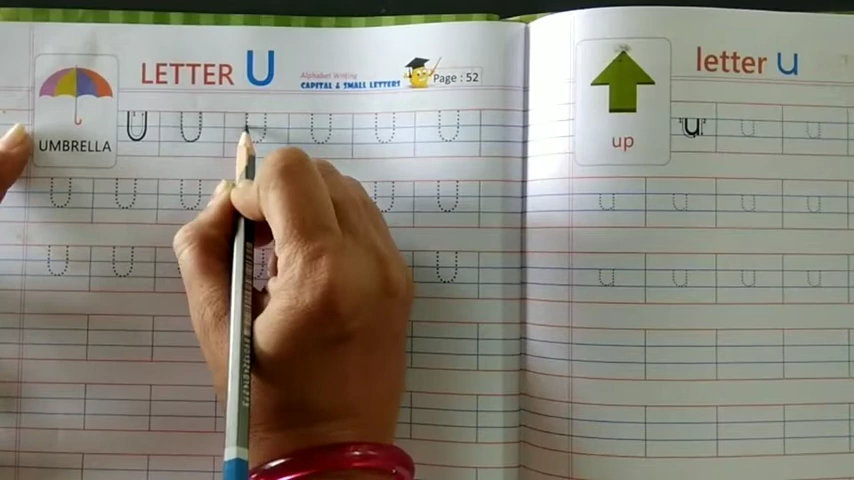 LETTER U
Alphabet Writing
CAPITAL & SMALL LETTERS
Page : 52
UMBRELLA
U U U U U U
U U U U U U
U U U
letter u
up
u u u
u u u u
u u u u